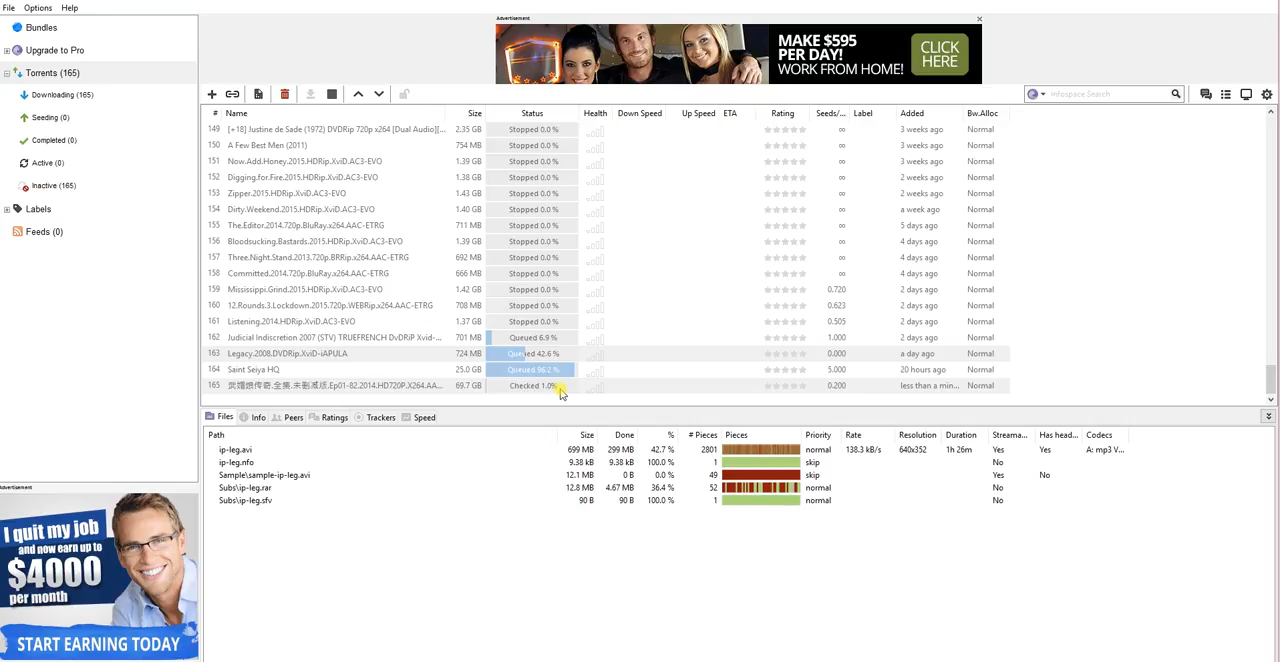 File Options Help
Advertisement
MAKE $595
PER DAY!
WORK FROM HOME!
CLICK
HERE
Bundles
Upgrade to Pro
Torrents (165)
Downloading (165)
Seeding (0)
Completed (0)
Active (0)
Inactive (165)
Labels
Feeds (0)
Infospace Search
# Name Size Status Health Down Speed Up Speed ETA Rating Seeds/... Label Added Bw.Alloc
149 [+18] Justine de Sade (1972) DVDRip 720p x264 [Dual Audio][... 2.35 GB Stopped 0.0 % ∞ 3 weeks ago Normal
150 A Few Best Men (2011) 754 MB Stopped 0.0 % ∞ 3 weeks ago Normal
151 Now.Add.Honey.2015.HDRip.XviD.AC3-EVO 1.39 GB Stopped 0.0 % ∞ 3 weeks ago Normal
152 Digging.for.Fire.2015.HDRip.XviD.AC3-EVO 1.38 GB Stopped 0.0 % ∞ 2 weeks ago Normal
153 Zipper.2015.HDRip.XviD.AC3-EVO 1.43 GB Stopped 0.0 % ∞ 2 weeks ago Normal
154 Dirty.Weekend.2015.HDRip.XviD.AC3-EVO 1.40 GB Stopped 0.0 % ∞ a week ago Normal
155 The.Editor.2014.720p.BluRay.x264.AAC-ETRG 711 MB Stopped 0.0 % ∞ 5 days ago Normal
156 Bloodsucking.Bastards.2015.HDRip.XviD.AC3-EVO 1.39 GB Stopped 0.0 % ∞ 4 days ago Normal
157 Three.Night.Stand.2013.720p.BRRip.x264.AAC-ETRG 692 MB Stopped 0.0 % ∞ 4 days ago Normal
158 Committed.2014.720p.BluRay.x264.AAC-ETRG 666 MB Stopped 0.0 % ∞ 4 days ago Normal
159 Mississippi.Grind.2015.HDRip.XviD.AC3-EVO 1.42 GB Stopped 0.0 % 0.720 2 days ago Normal
160 12.Rounds.3.Lockdown.2015.720p.WEBRip.x264.AAC-ETRG 708 MB Stopped 0.0 % 0.623 2 days ago Normal
161 Listening.2014.HDRip.XviD.AC3-EVO 1.37 GB Stopped 0.0 % 0.505 2 days ago Normal
162 Judicial Indiscretion 2007 (STV) TRUEFRENCH DvDRiP Xvid-... 701 MB Queued 6.9 % 1.000 2 days ago Normal
163 Legacy.2008.DVDRip.XviD-iAPULA 724 MB Queued 42.6 % 0.000 a day ago Normal
164 Saint Seiya HQ 25.0 GB Queued 96.2 % 5.000 20 hours ago Normal
165 武媚娘传奇.全集.未删减版.Ep01-82.2014.HD720P.X264.AA... 69.7 GB Checked 1.0% 0.200 less than a min... Normal
Files Info Peers Ratings Trackers Speed
Path Size Done % # Pieces Pieces Priority Rate Resolution Duration Streama... Has head... Codecs
ip-leg.avi 699 MB 299 MB 42.7 % 2801 normal 138.3 kB/s 640x352 1h 26m Yes Yes A: mp3 V...
ip-leg.nfo 9.38 kB 9.38 kB 100.0 % 1 skip No
Sample\sample-ip-leg.avi 12.1 MB 0 B 0.0 % 49 skip Yes No
Subs\ip-leg.rar 12.8 MB 4.67 MB 36.4 % 52 normal No
Subs\ip-leg.sfv 90 B 90 B 100.0 % 1 normal No
Advertisement
I quit my job
and now earn up to
$4000
per month
START EARNING TODAY